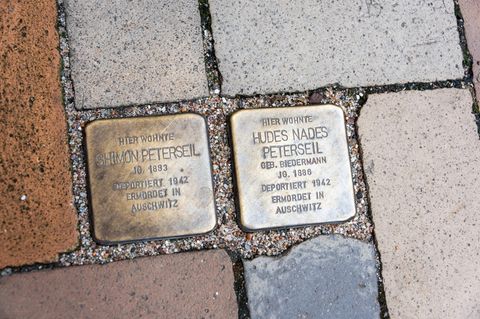 HIER WOHNTE
SHIMON PETERSEIL
JG. 1893
DEPORTIERT 1942
ERMORDET IN
AUSCHWITZ
HIER WOHNTE
HUDES NADES
PETERSEIL
GEB. BIEDERMANN
JG. 1886
DEPORTIERT 1942
ERMORDET IN
AUSCHWITZ